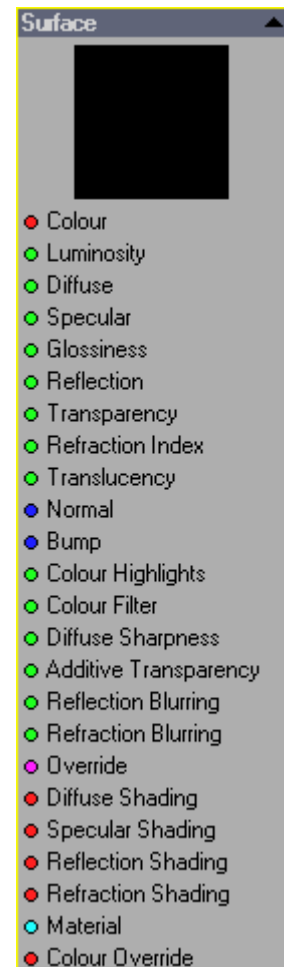 Surface
Colour
Luminosity
Diffuse
Specular
Glossiness
Reflection
Transparency
Refraction Index
Translucency
Normal
Bump
Colour Highlights
Colour Filter
Diffuse Sharpness
Additive Transparency
Reflection Blurring
Refraction Blurring
Override
Diffuse Shading
Specular Shading
Reflection Shading
Refraction Shading
Material
Colour Override